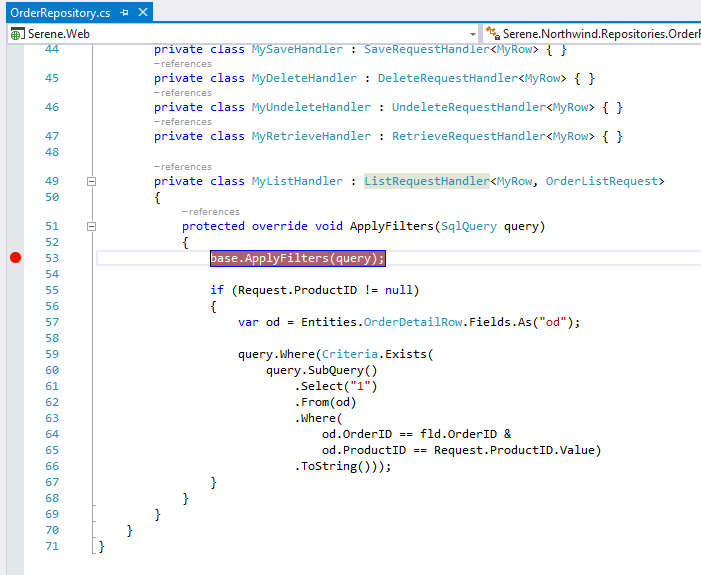 OrderRepository.cs
Serene.Web Serene.Northwind.Repositories.OrderR
44 private class MySaveHandler : SaveRequestHandler<MyRow> { }
–references
45 private class MyDeleteHandler : DeleteRequestHandler<MyRow> { }
–references
46 private class MyUndeleteHandler : UndeleteRequestHandler<MyRow> { }
–references
47 private class MyRetrieveHandler : RetrieveRequestHandler<MyRow> { }
48
–references
49 private class MyListHandler : ListRequestHandler<MyRow, OrderListRequest>
50 {
–references
51 protected override void ApplyFilters(SqlQuery query)
52 {
53 base.ApplyFilters(query);
54
55 if (Request.ProductID != null)
56 {
57 var od = Entities.OrderDetailRow.Fields.As("od");
58
59 query.Where(Criteria.Exists(
60 query.SubQuery()
61 .Select("1")
62 .From(od)
63 .Where(
64 od.OrderID == fld.OrderID &
65 od.ProductID == Request.ProductID.Value)
66 .ToString()));
67 }
68 }
69 }
70 }
71 }